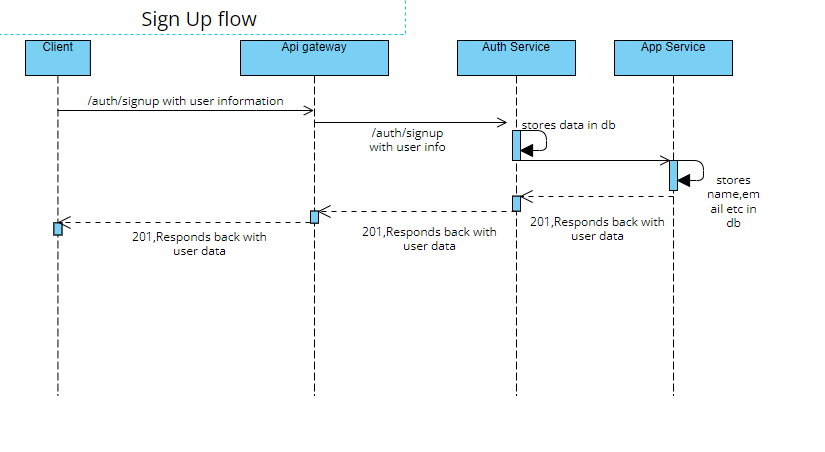 Sign Up flow
Client
Api gateway
Auth Service
App Service
/auth/signup with user information
/auth/signup
with user info
stores data in db
stores
name,em
ail etc in
db
201,Responds back with
user data
201,Responds back with
user data
201,Responds back with
user data